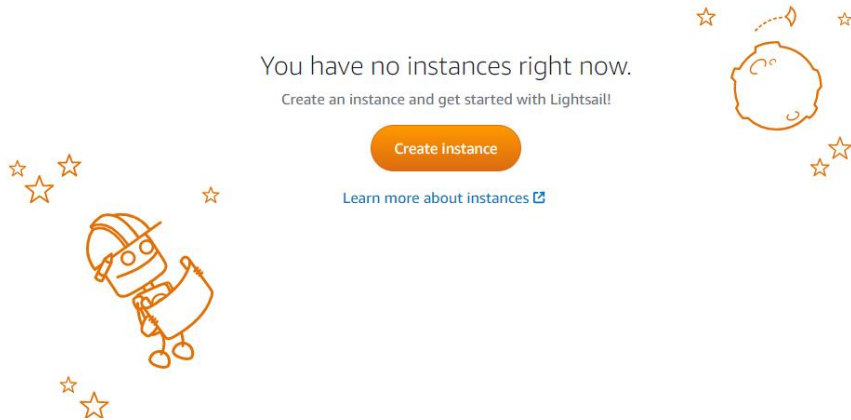 You have no instances right now.
Create an instance and get started with Lightsail!
Create instance
Learn more about instances